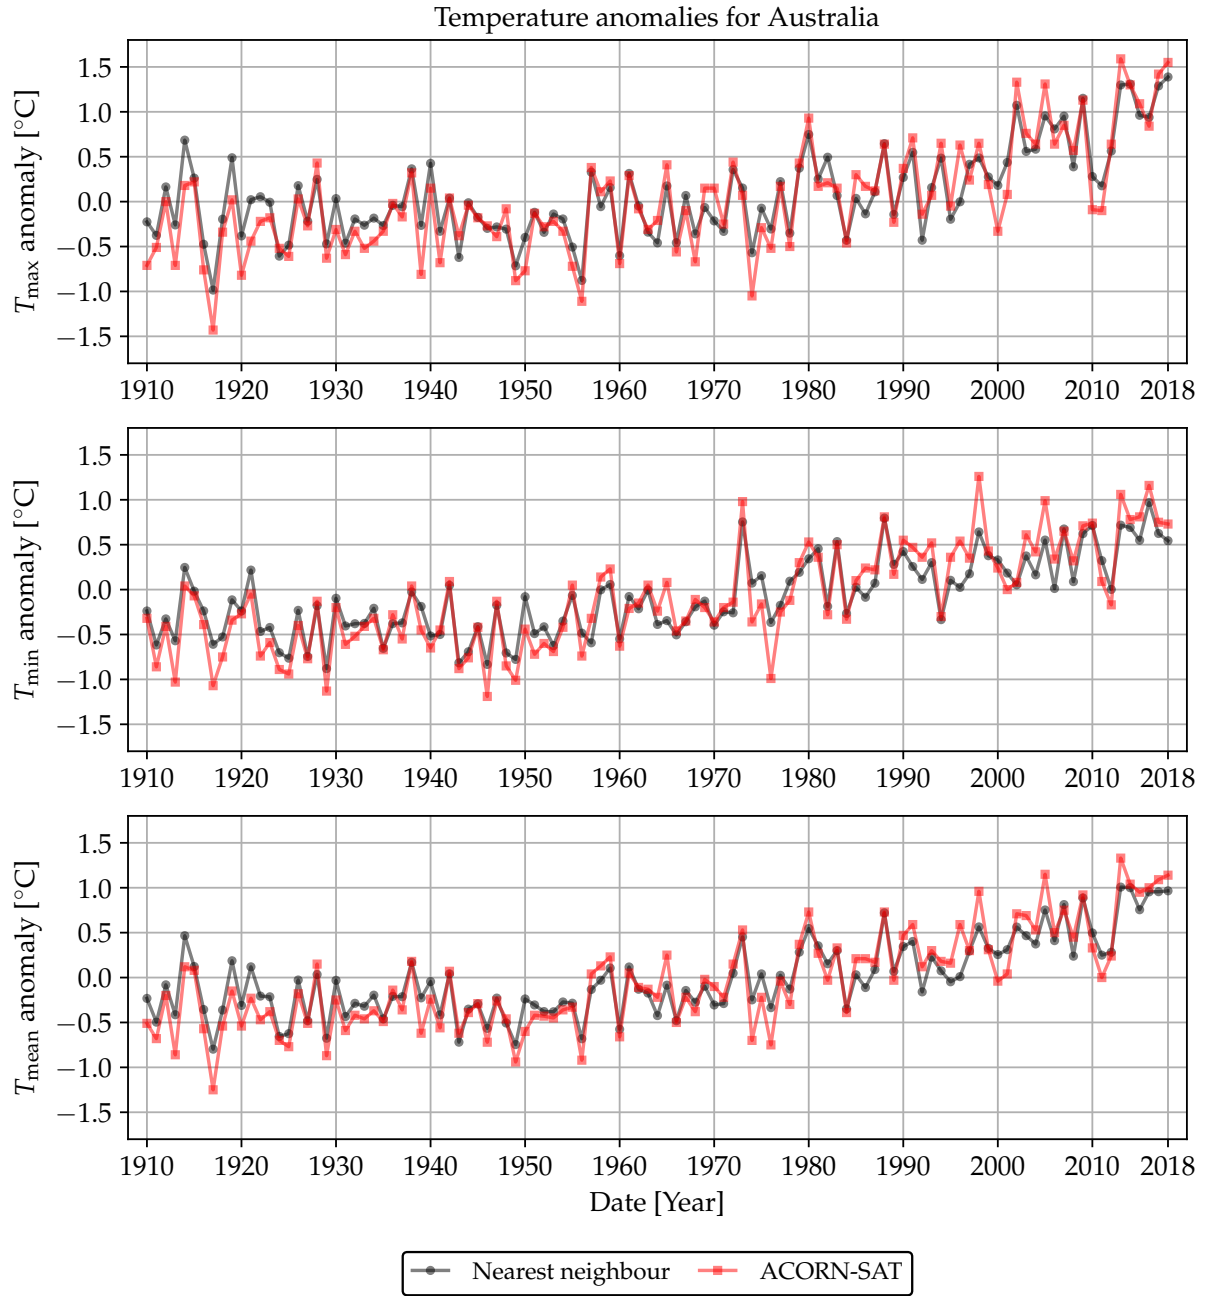 Temperature anomalies for Australia
T_max anomaly [°C]
1.5
1.0
0.5
0.0
−0.5
−1.0
−1.5
1910 1920 1930 1940 1950 1960 1970 1980 1990 2000 2010 2018
T_min anomaly [°C]
1.5
1.0
0.5
0.0
−0.5
−1.0
−1.5
1910 1920 1930 1940 1950 1960 1970 1980 1990 2000 2010 2018
T_mean anomaly [°C]
1.5
1.0
0.5
0.0
−0.5
−1.0
−1.5
1910 1920 1930 1940 1950 1960 1970 1980 1990 2000 2010 2018
Date [Year]
Nearest neighbour ACORN-SAT